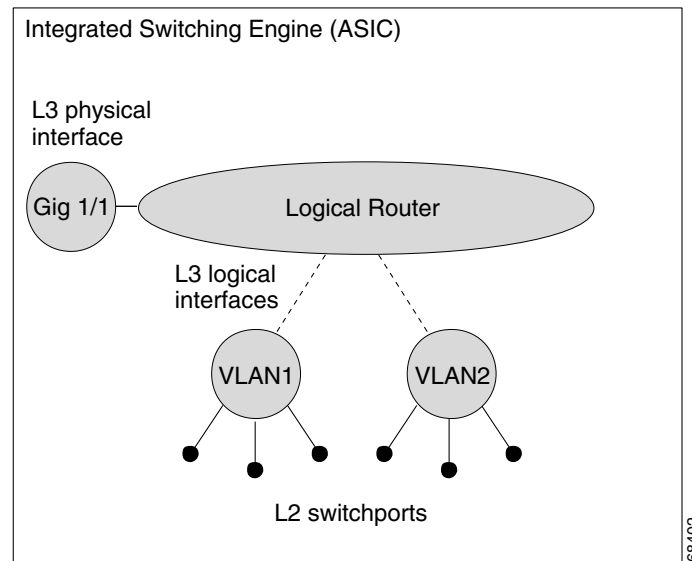 Integrated Switching Engine (ASIC)
L3 physical
interface
Gig 1/1
Logical Router
L3 logical
interfaces
VLAN1
VLAN2
L2 switchports
68402